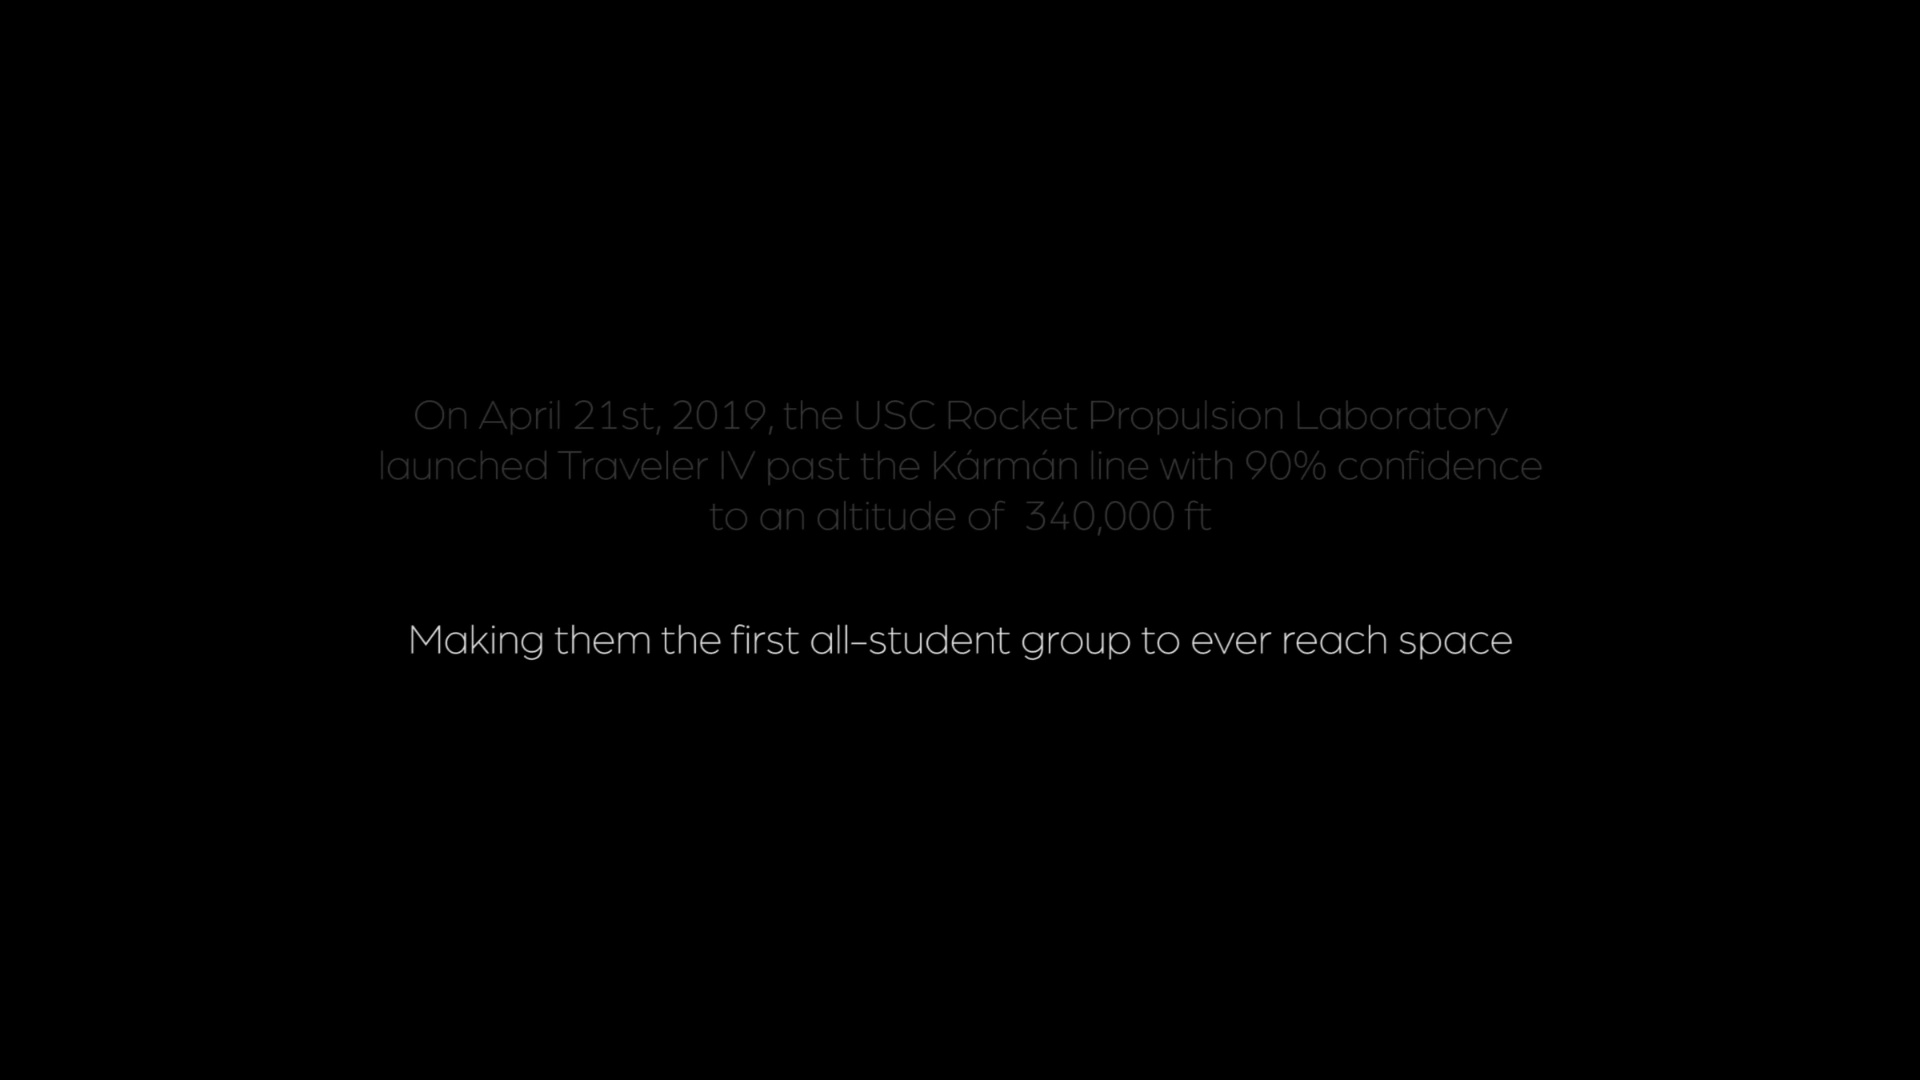 On April 21st, 2019, the USC Rocket Propulsion Laboratory
launched Traveler IV past the Kármán line with 90% confidence
to an altitude of  340,000 ft
Making them the first all-student group to ever reach space